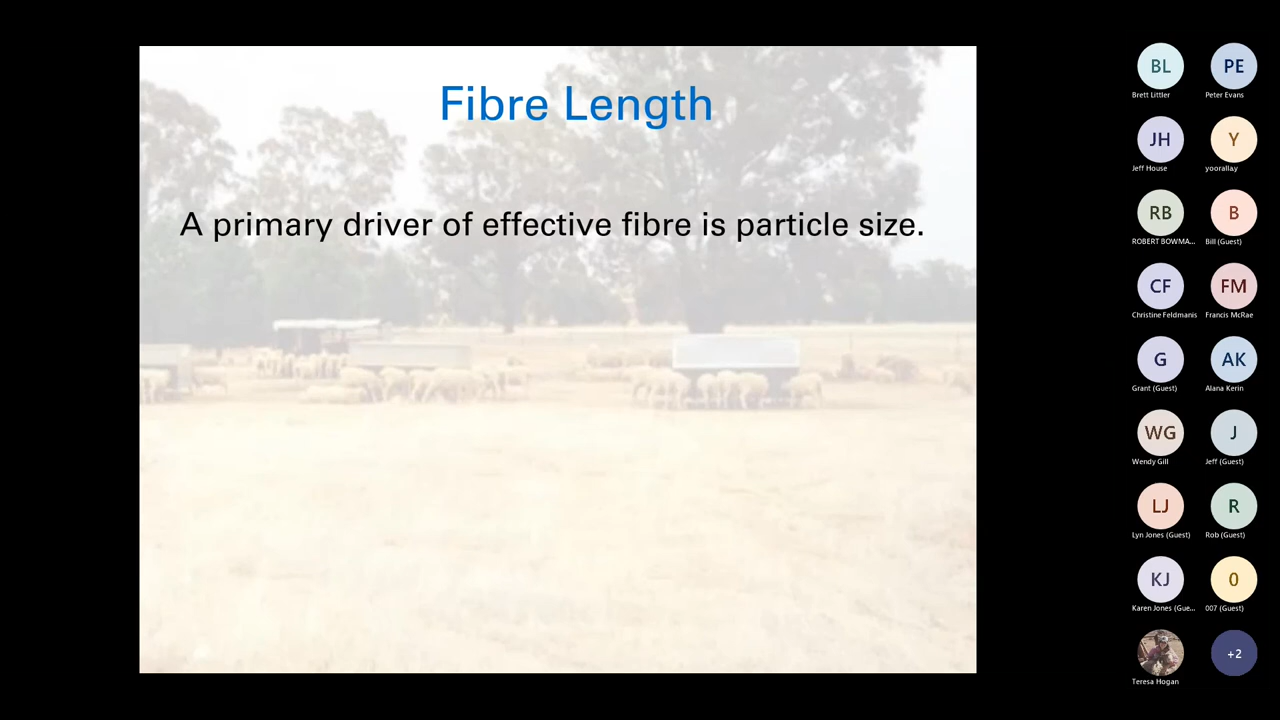 Fibre Length
A primary driver of effective fibre is particle size.
BL
Brett Littler
PE
Peter Evans
JH
Jeff House
Y
yoorallay
RB
ROBERT BOWMA...
B
Bill (Guest)
CF
Christine Feldmanis
FM
Francis McRae
G
Grant (Guest)
AK
Alana Kerin
WG
Wendy Gill
J
Jeff (Guest)
LJ
Lyn Jones (Guest)
R
Rob (Guest)
KJ
Karen Jones (Gue...
0
007 (Guest)
Teresa Hogan
+2